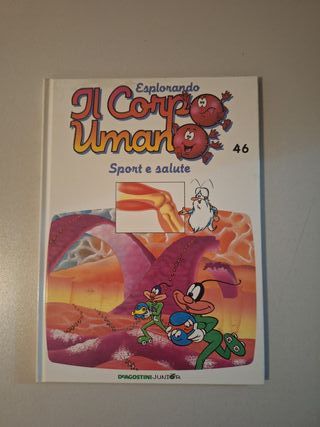 Esplorando
Il Corpo
Umano
46
Sport e salute
DEAGOSTINI JUNIOR